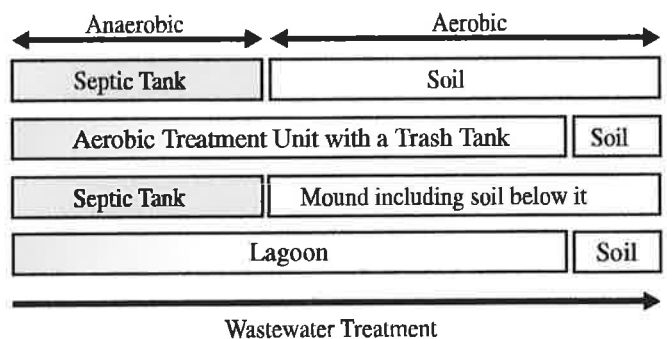 Anaerobic Aerobic
Septic Tank Soil
Aerobic Treatment Unit with a Trash Tank Soil
Septic Tank Mound including soil below it
Lagoon Soil
Wastewater Treatment